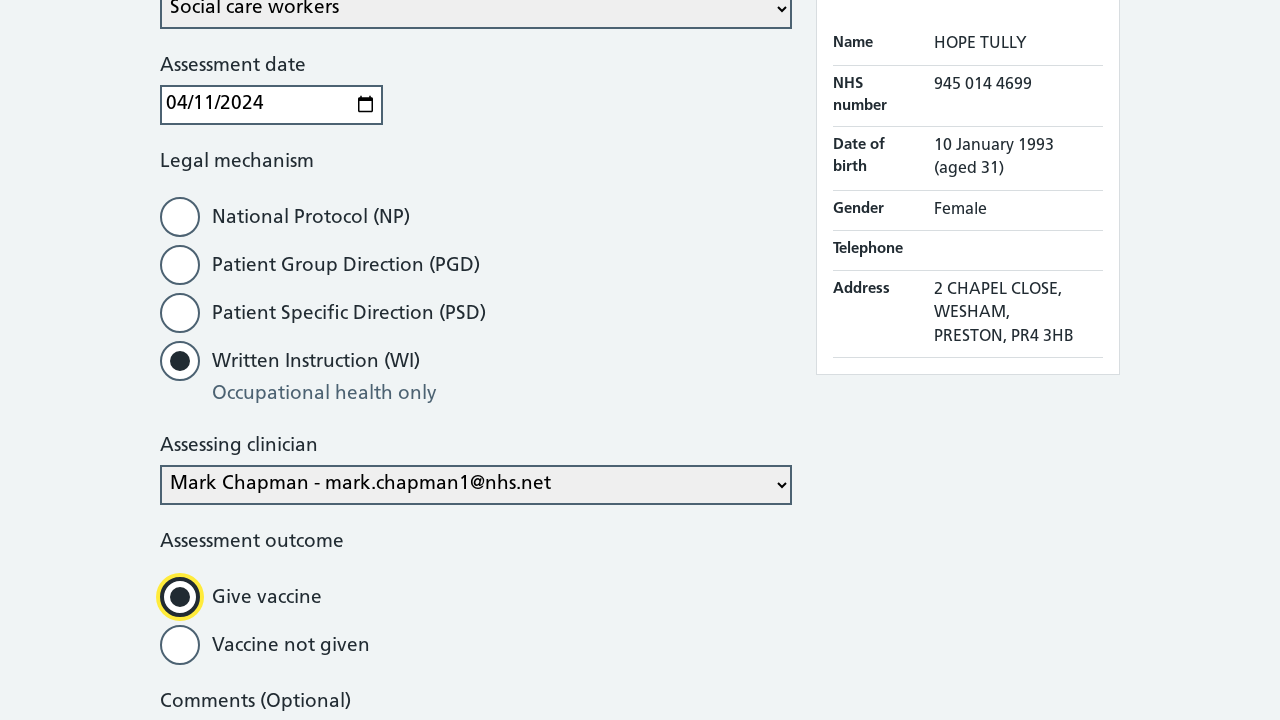 Social care workers
Assessment date
04/11/2024
Legal mechanism
National Protocol (NP)
Patient Group Direction (PGD)
Patient Specific Direction (PSD)
Written Instruction (WI)
Occupational health only
Assessing clinician
Mark Chapman - mark.chapman1@nhs.net
Assessment outcome
Give vaccine
Vaccine not given
Comments (Optional)
Name HOPE TULLY
NHS number 945 014 4699
Date of birth 10 January 1993 (aged 31)
Gender Female
Telephone
Address 2 CHAPEL CLOSE,
WESHAM,
PRESTON, PR4 3HB